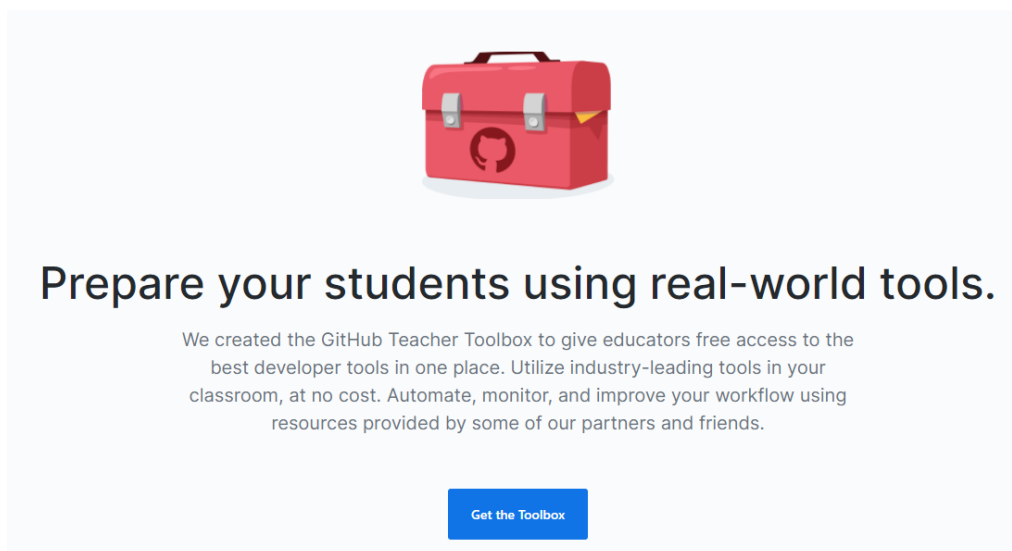 Prepare your students using real-world tools.
We created the GitHub Teacher Toolbox to give educators free access to the
best developer tools in one place. Utilize industry-leading tools in your
classroom, at no cost. Automate, monitor, and improve your workflow using
resources provided by some of our partners and friends.
Get the Toolbox